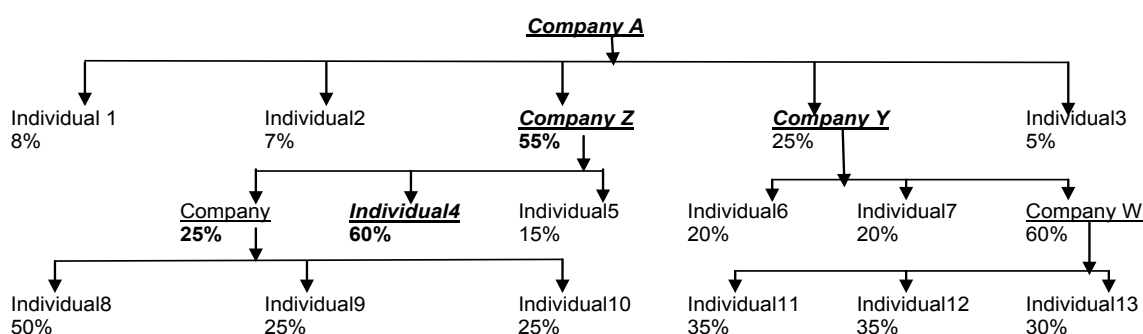 Company A
Individual 1 Individual2 Company Z Company Y Individual3
8% 7% 55% 25% 5%
Company Individual4 Individual5 Individual6 Individual7 Company W
25% 60% 15% 20% 20% 60%
Individual8 Individual9 Individual10 Individual11 Individual12 Individual13
50% 25% 25% 35% 35% 30%